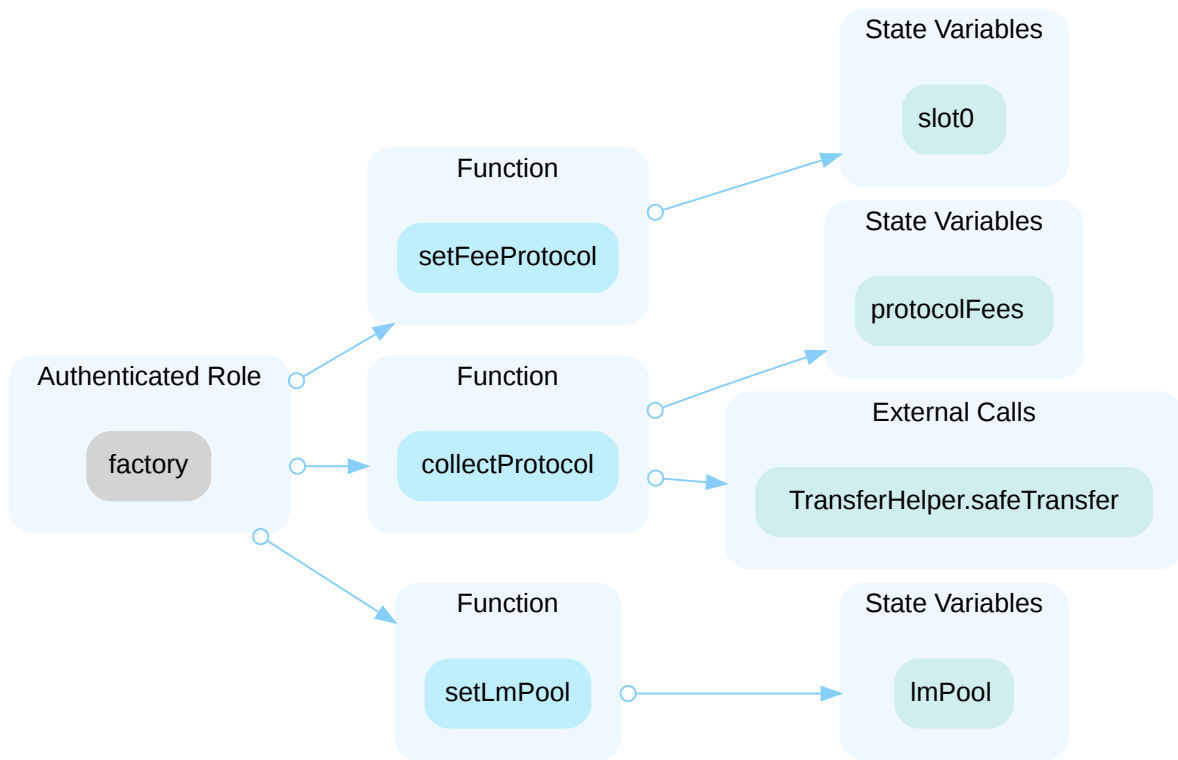 Authenticated Role
factory
Function
setFeeProtocol
State Variables
slot0
Function
collectProtocol
State Variables
protocolFees
External Calls
TransferHelper.safeTransfer
Function
setLmPool
State Variables
lmPool